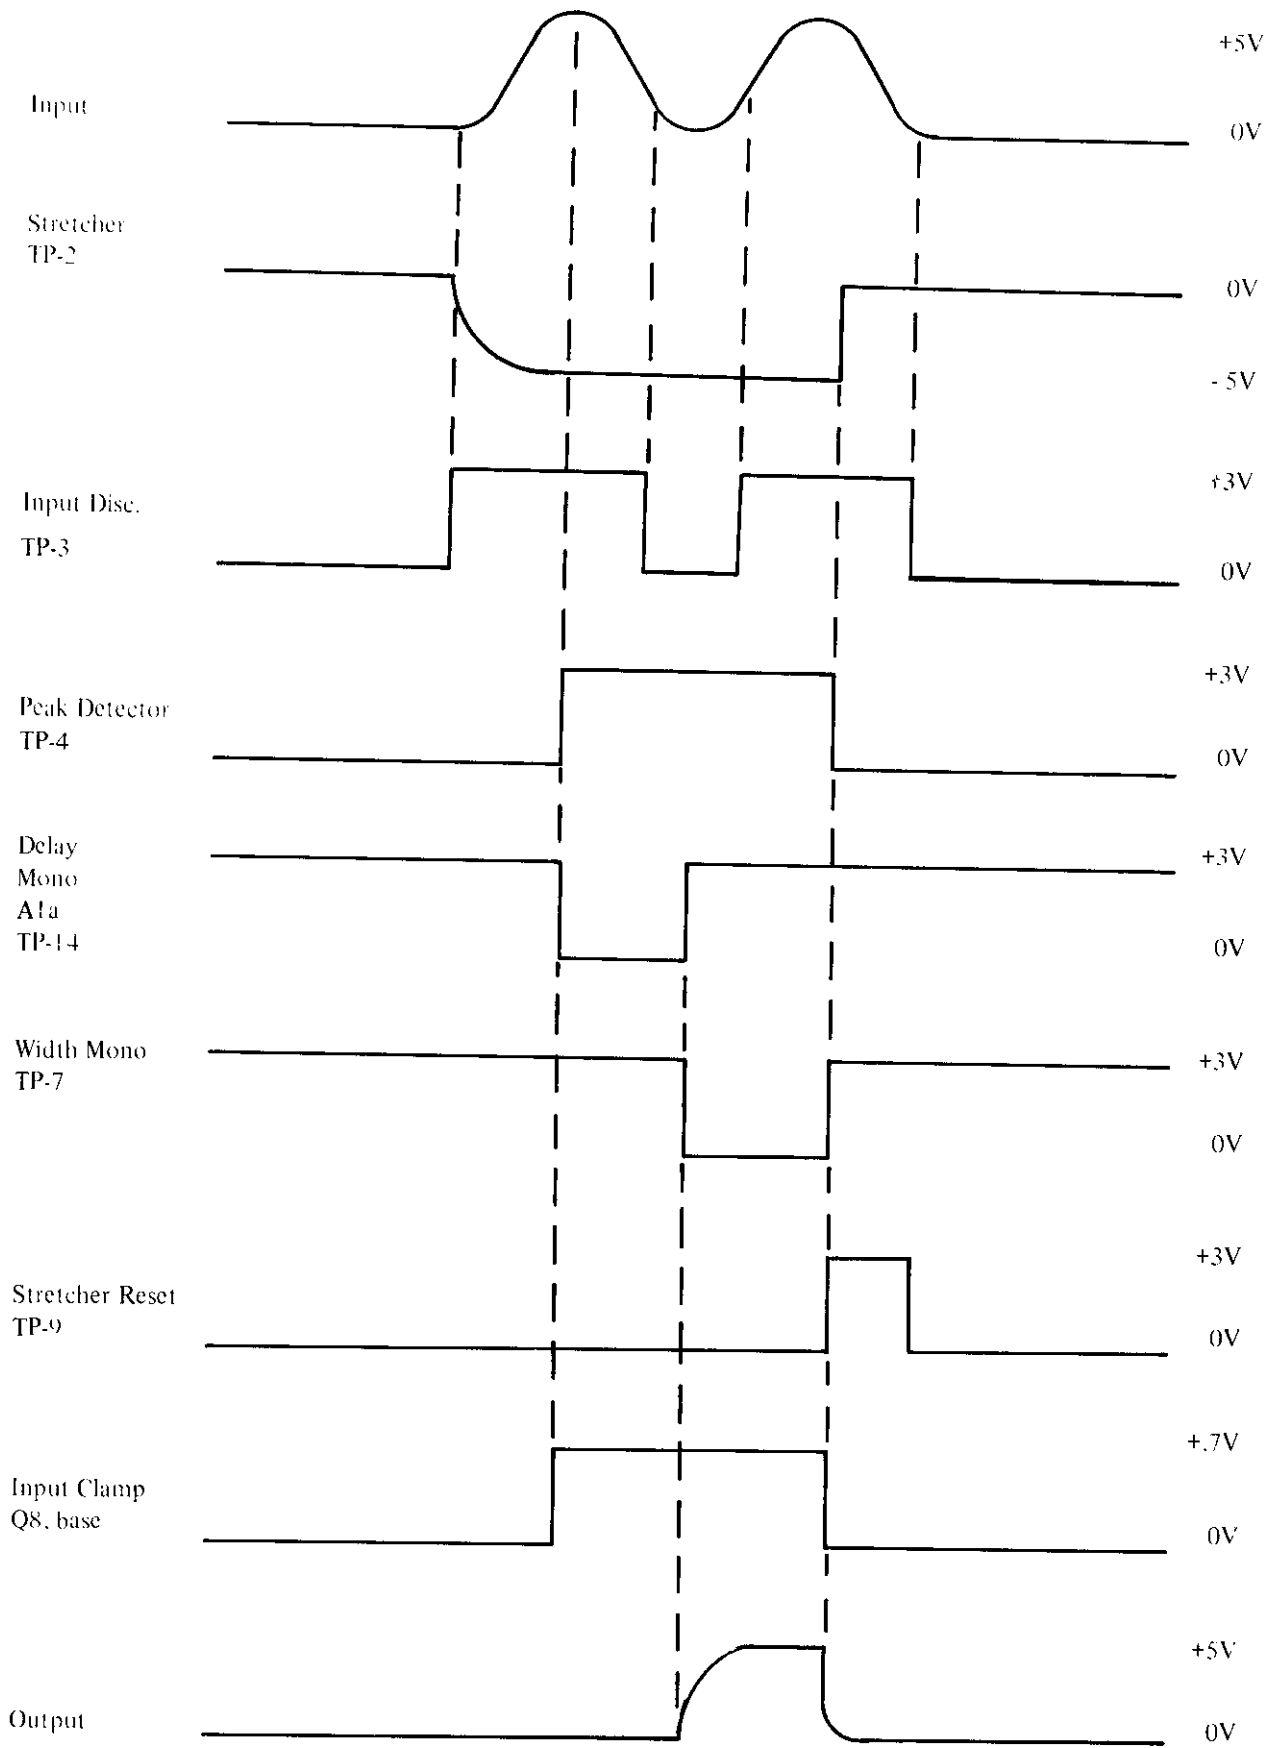 +5V
Input
0V
Stretcher
TP-2
0V
- 5V
+3V
Input Disc.
TP-3
0V
+3V
Peak Detector
TP-4
0V
Delay
Mono
A1a
TP-14
+3V
0V
Width Mono
TP-7
+3V
0V
+3V
Stretcher Reset
TP-9
0V
+.7V
Input Clamp
Q8, base
0V
+5V
Output
0V